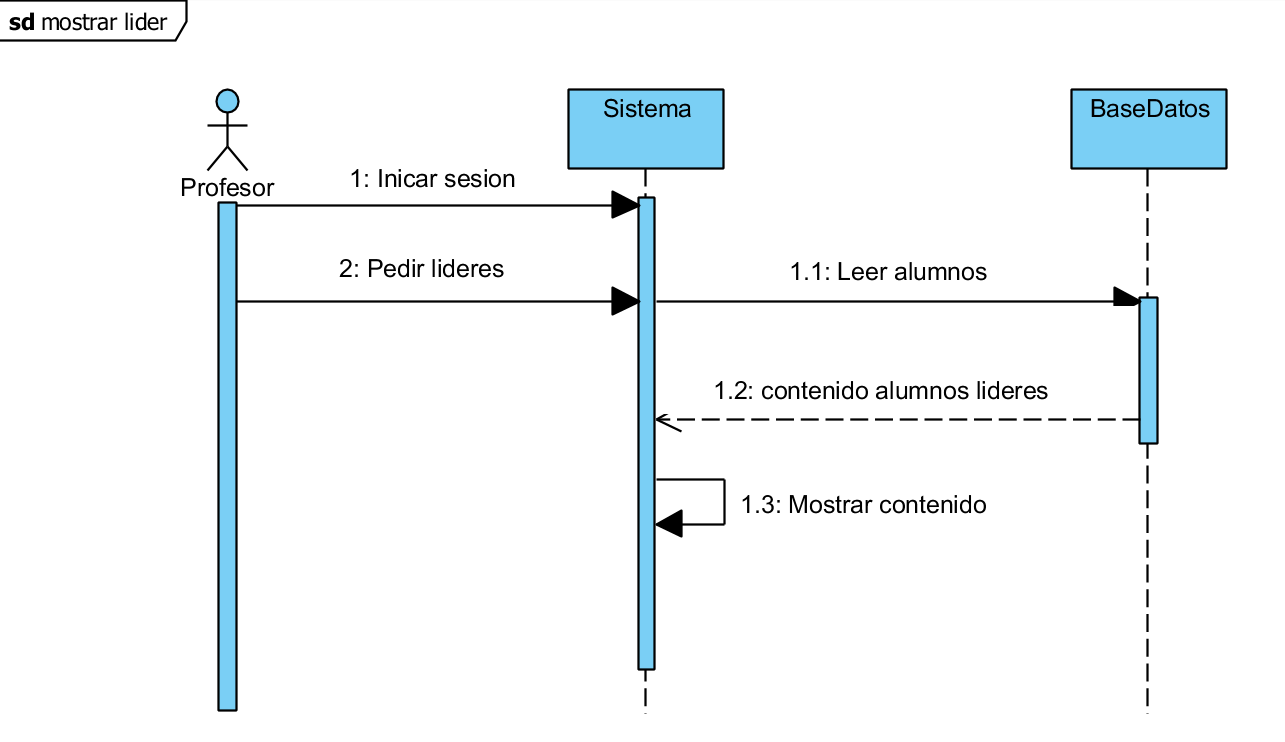 sd mostrar lider
Sistema
BaseDatos
Profesor
1: Inicar sesion
2: Pedir lideres
1.1: Leer alumnos
1.2: contenido alumnos lideres
1.3: Mostrar contenido